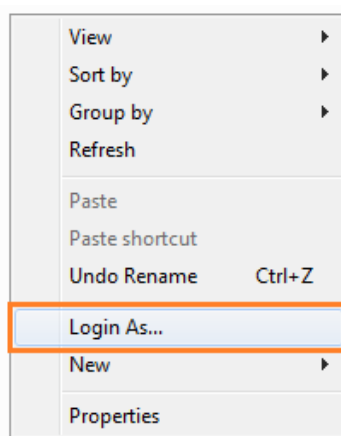 View
Sort by
Group by
Refresh
Paste
Paste shortcut
Undo Rename Ctrl+Z
Login As...
New
Properties